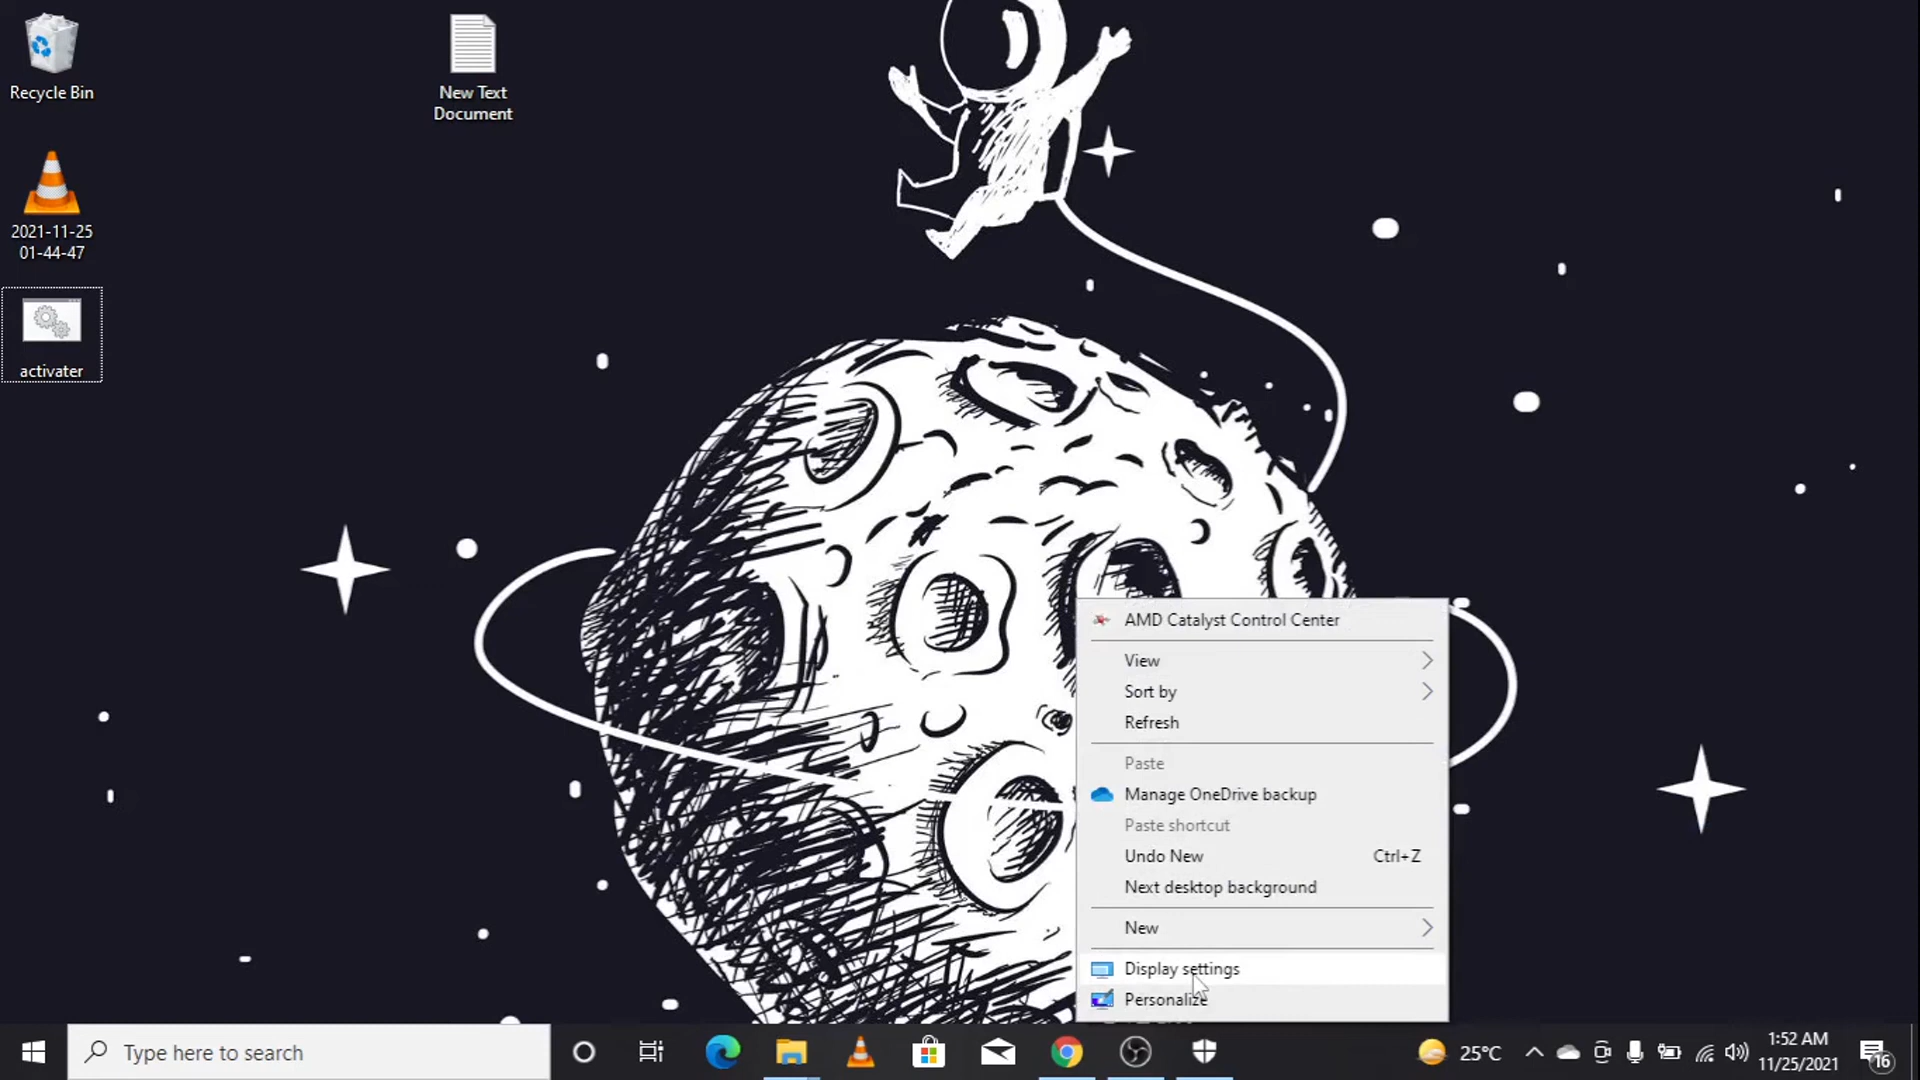 Recycle Bin
New Text
Document
2021-11-25
01-44-47
activater
AMD Catalyst Control Center
View
Sort by
Refresh
Paste
Manage OneDrive backup
Paste shortcut
Undo New Ctrl+Z
Next desktop background
New
Display settings
Personalize
Type here to search
25°C
1:52 AM
11/25/2021
16